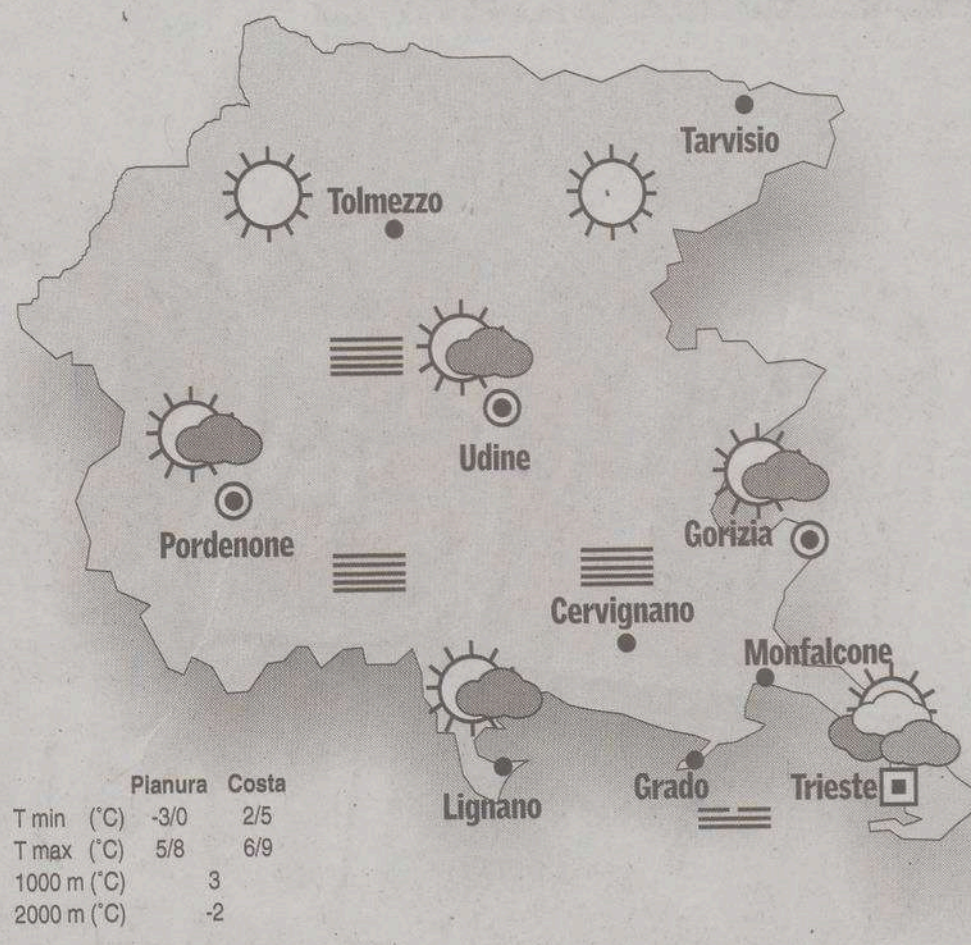 Tarvisio
Tolmezzo
Udine
Pordenone
Gorizia
Cervignano
Monfalcone
Lignano
Grado
Trieste
Pianura Costa
T min (°C) -3/0 2/5
T max (°C) 5/8 6/9
1000 m (°C) 3
2000 m (°C) -2